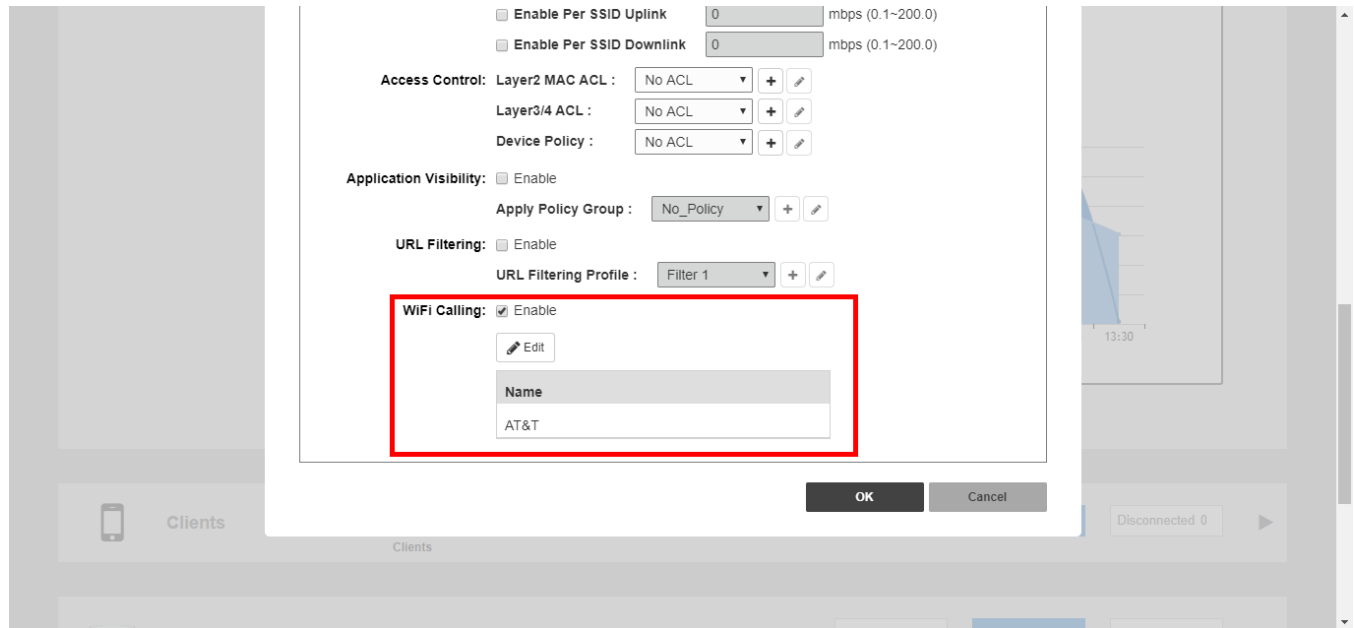 Enable Per SSID Uplink 0 mbps (0.1~200.0)
Enable Per SSID Downlink 0 mbps (0.1~200.0)
Access Control: Layer2 MAC ACL : No ACL
Layer3/4 ACL : No ACL
Device Policy : No ACL
Application Visibility: Enable
Apply Policy Group : No_Policy
URL Filtering: Enable
URL Filtering Profile : Filter 1
WiFi Calling: Enable
13:30
Edit
Name
AT&T
OK Cancel
Clients Disconnected 0
Clients